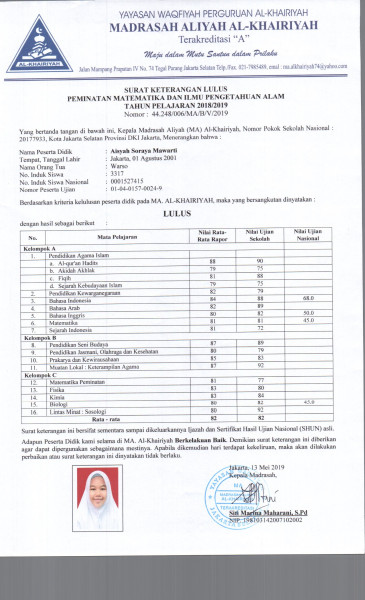 YAYASAN WAQFIYAH PERGURUAN AL-KHAIRIYAH
MADRASAH ALIYAH AL-KHAIRIYAH
Terakreditasi "A"
Maju dalam Mutu Santun dalam Prilaku
Jalan Mampang Prapatan IV No. 74 Tegal Parang Jakarta Selatan Telp./Fax. 021-7985489, email : ma.alkhairiyah74@yahoo.com
AL-KHAIRIYAH
SURAT KETERANGAN LULUS
PEMINATAN MATEMATIKA DAN ILMU PENGETAHUAN ALAM
TAHUN PELAJARAN 2018/2019
Nomor : 44.248/006/MA/B/V/2019
Yang bertanda tangan di bawah ini, Kepala Madrasah Aliyah (MA) Al-Khairiyah, Nomor Pokok Sekolah Nasional :
20177931, Kota Jakarta Selatan Provinsi DKI Jakarta, Menerangkan bahwa :
Nama Peserta Didik : Aisyah Soraya Mawarti
Tempat, Tanggal Lahir : Jakarta, 01 Agustus 2001
Nama Orang Tua : Warso
No. Induk Siswa : 3317
No. Induk Siswa Nasional : 0001527415
Nomor Peserta Ujian : 01-04-0157-0024-9
Berdasarkan kriteria kelulusan peserta didik pada MA. AL-KHAIRIYAH, maka yang bersangkutan dinyatakan :
LULUS
dengan hasil sebagai berikut :
No. Mata Pelajaran Nilai Rata-Rata Rapor Nilai Ujian Sekolah Nilai Ujian Nasional
Kelompok A
1. Pendidikan Agama Islam
a. Al-qur'an Hadits 88 90
b. Akidah Akhlak 79 75
c. Fiqih 81 88
d. Sejarah Kebudayaan Islam 79 75
2. Pendidikan Kewarganegaraan 82 79
3. Bahasa Indonesia 84 88 68.0
4. Bahasa Arab 82 89
5. Bahasa Inggris 80 82 50.0
6. Matematika 81 81 45.0
7. Sejarah Indonesia 81 72
Kelompok B
8. Pendidikan Seni Budaya 87 89
9. Pendidikan Jasmani, Olahraga dan Kesehatan 80 79
10. Prakarya dan Kewirausahaan 85 83
11. Muatan Lokal : Keterampilan Agama 87 92
Kelompok C
12. Matematika Peminatan 81 77
13. Fisika 83 80
14. Kimia 83 84
15. Biologi 80 82
16. Lintas Minat : Sosiologi 80 92
Rata - rata 82 82
Surat keterangan ini bersifat sementara sampai dikeluarkannya Ijazah dan Sertifikat Hasil Ujian Nasional (SHUN) asli.
Adapun Peserta Didik kami selama di MA. Al-Khairiyah Berkelakuan Baik. Demikian surat keterangan ini diberikan
agar dapat dipergunakan sebagaimana mestinya. Apabila dikemudian hari terdapat kekeliruan, maka akan dilakukan
perbaikan atau surat keterangan ini dinyatakan tidak berlaku.
Jakarta, 13 Mei 2019
Kepala Madrasah,
MA
TERAKREDITASI
Siti Marina Maharani, S.Pd
NIP. 198103142007102002